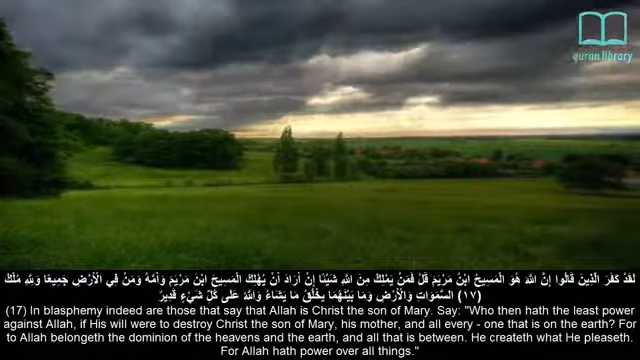 quran library
لَقَدْ كَفَرَ الَّذِينَ قَالُوا إِنَّ اللَّهَ هُوَ الْمَسِيحُ ابْنُ مَرْيَمَ قُلْ فَمَنْ يَمْلِكُ مِنَ اللَّهِ شَيْئًا إِنْ أَرَادَ أَنْ يُهْلِكَ الْمَسِيحَ ابْنَ مَرْيَمَ وَأُمَّهُ وَمَنْ فِي الْأَرْضِ جَمِيعًا وَلِلَّهِ مُلْكُ
السَّمَوَاتِ وَالْأَرْضِ وَمَا بَيْنَهُمَا يَخْلُقُ مَا يَشَاءُ وَاللَّهُ عَلَى كُلِّ شَيْءٍ قَدِيرٌ (١٧)
(17) In blasphemy indeed are those that say that Allah is Christ the son of Mary. Say: "Who then hath the least power
against Allah, if His will were to destroy Christ the son of Mary, his mother, and all every - one that is on the earth? For
to Allah belongeth the dominion of the heavens and the earth, and all that is between. He createth what He pleaseth.
For Allah hath power over all things."